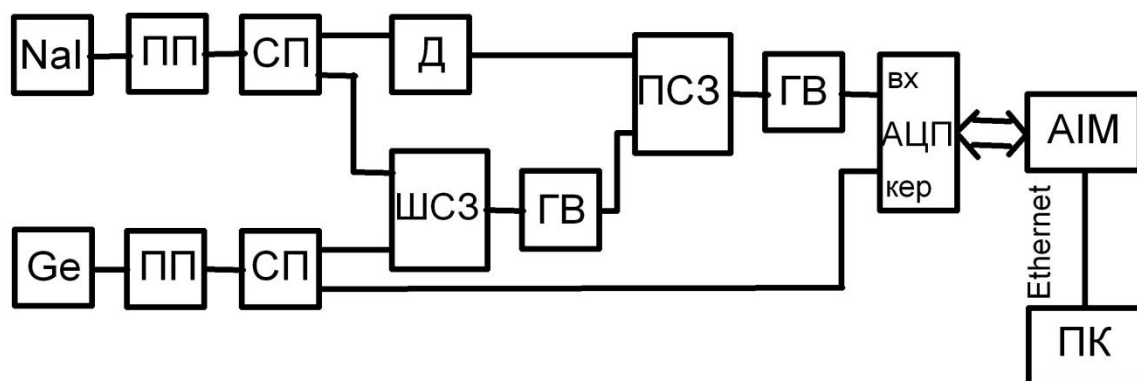 NaI
ПП
СП
Д
ПСЗ
ГВ
вх
АЦП
кер
AIM
ШСЗ
ГВ
Ge
ПП
СП
Ethernet
ПК